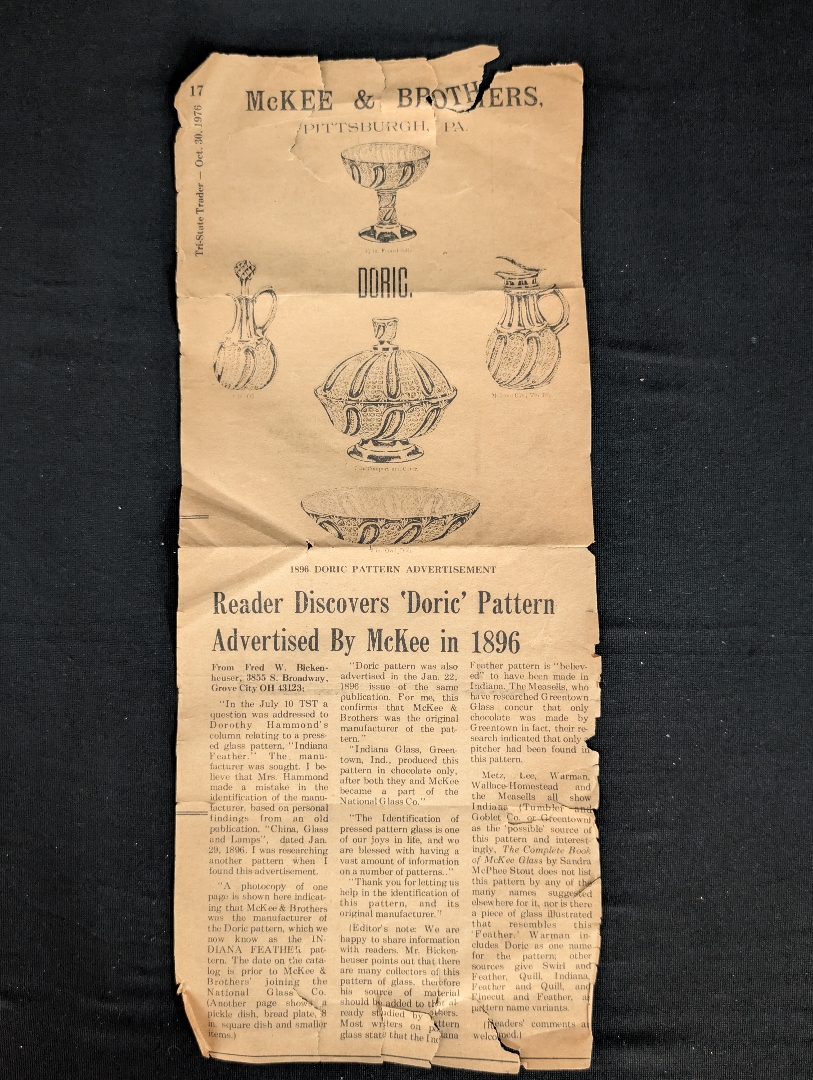 17
Tri-State Trader — Oct. 30, 1976
McKEE & BROTHERS,
PITTSBURGH, PA.
DORIC.
1896 DORIC PATTERN ADVERTISEMENT
Reader Discovers 'Doric' Pattern
Advertised By McKee in 1896
From Fred W. Bicken-
heuser, 3855 S. Broadway,
Grove City OH 43123:
"In the July 10 TST a
question was addressed to
Dorothy Hammond's
column relating to a press-
ed glass pattern, "Indiana
Feather." The manu-
facturer was sought. I be-
lieve that Mrs. Hammond
made a mistake in the
identification of the manu-
facturer, based on personal
findings from an old
publication, "China, Glass
and Lamps", dated Jan.
29, 1896. I was researching
another pattern when I
found this advertisement.
"A photocopy of one
page is shown here indicat-
ing that McKee & Brothers
was the manufacturer of
the Doric pattern, which we
now know as the IN-
DIANA FEATHER pat-
tern. The date on the cata-
log is prior to McKee &
Brothers' joining the
National Glass Co.
(Another page shows a
pickle dish, bread plate, 8
in. square dish and smaller
items.)
"Doric pattern was also
advertised in the Jan. 22,
1896 issue of the same
publication. For me, this
confirms that McKee &
Brothers was the original
manufacturer of the pat-
tern."
"Indiana Glass, Green-
town, Ind., produced this
pattern in chocolate only,
after both they and McKee
became a part of the
National Glass Co."
"The Identification of
pressed pattern glass is one
of our joys in life, and we
are blessed with having a
vast amount of information
on a number of patterns.."
"Thank you for letting us
help in the identification of
this pattern, and its
original manufacturer."
(Editor's note: We are
happy to share information
with readers. Mr. Bicken-
heuser points out that there
are many collectors of this
pattern of glass, therefore
his source of material
should be added to that al-
ready studied by others.
Most writers on pattern
glass state that the Indiana
Feather pattern is "believ-
ed" to have been made in
Indiana. The Measells, who
have researched Greentown
Glass concur that only
chocolate was made by
Greentown in fact, their re-
search indicated that only a
pitcher had been found in
this pattern.
Metz, Lee, Warman,
Wallace-Homestead and
the Measells all show
Indiana (Tumbler and
Goblet Co. or Greentown)
as the 'possible' source of
this pattern and interest-
ingly, The Complete Book
of McKee Glass by Sandra
McPhee Stout does not list
this pattern by any of the
many names suggested
elsewhere for it, nor is there
a piece of glass illustrated
that resembles this
'Feather.' Warman in-
cludes Doric as one name
for the pattern; other
sources give Swirl and
Feather, Quill, Indiana,
Feather and Quill, and
Finecut and Feather, as
pattern name variants.
(Readers' comments are
welcomed.)